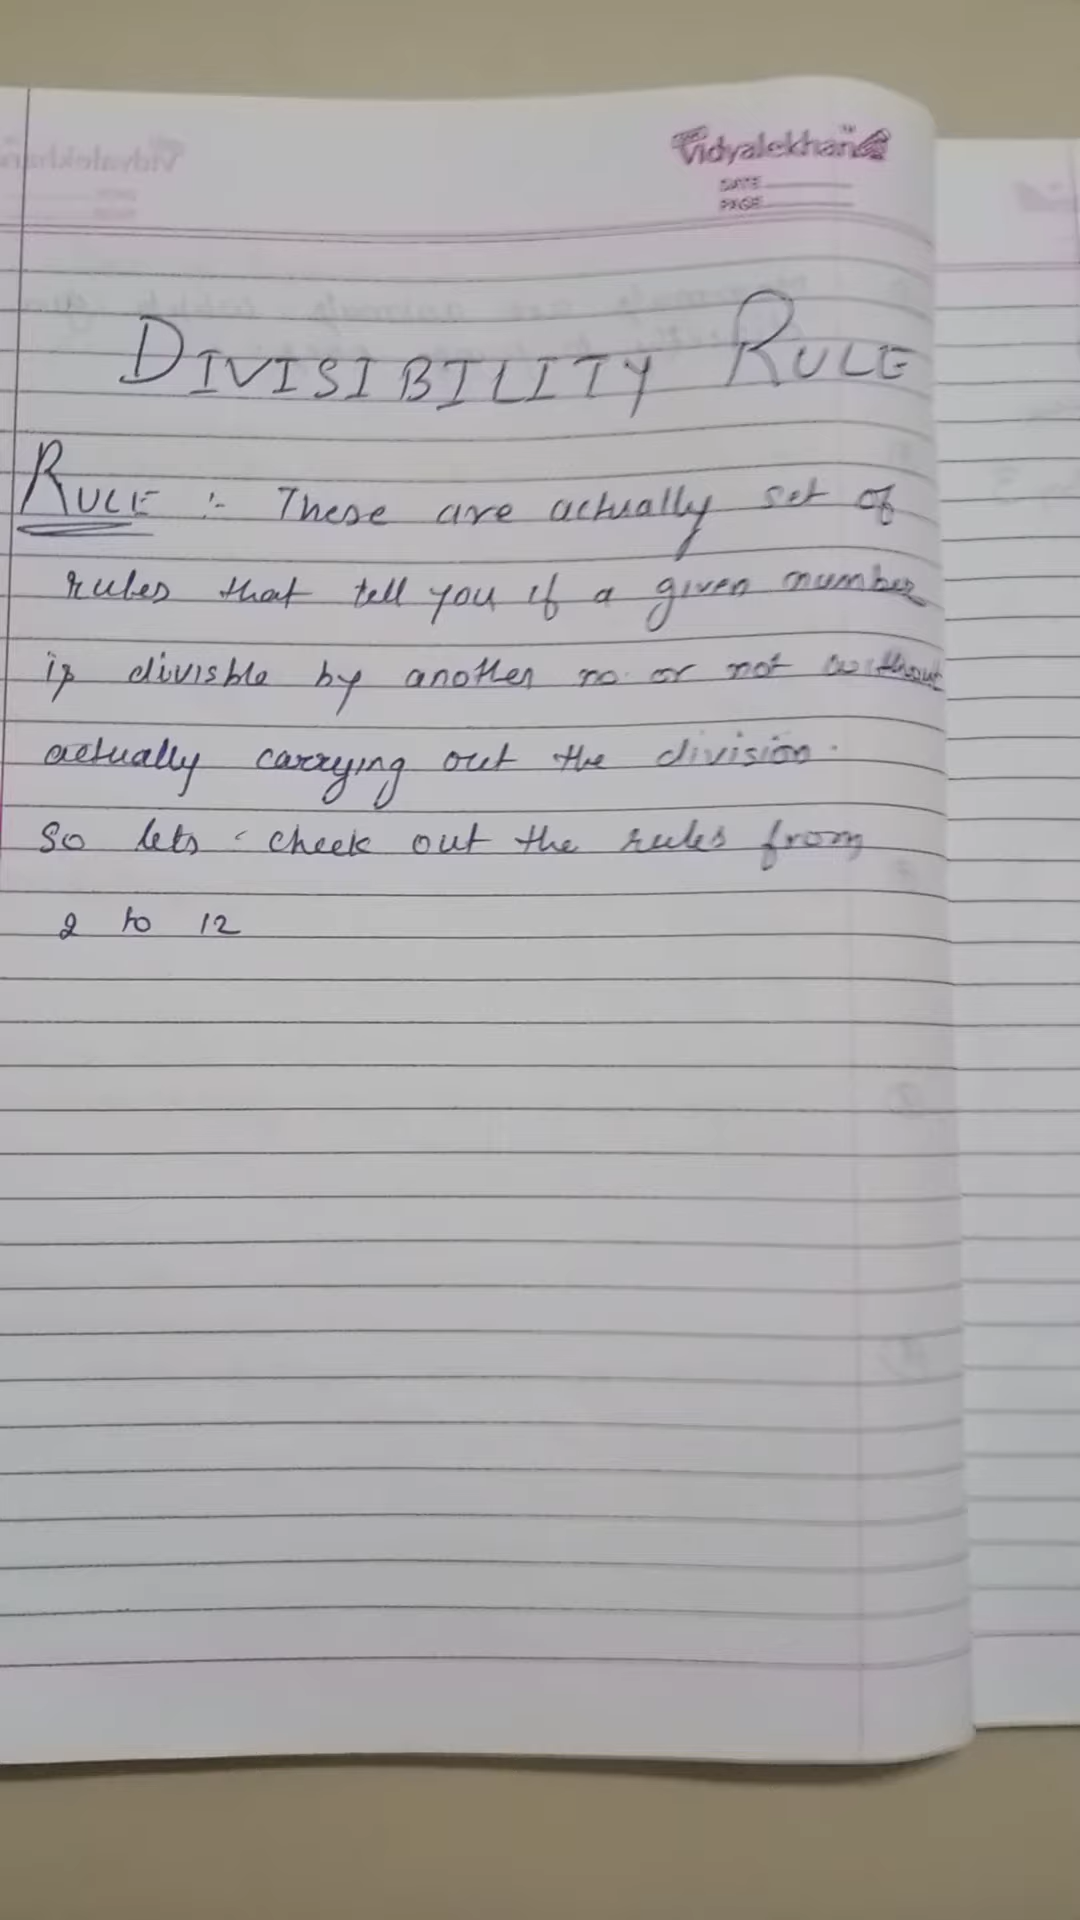 Vidyalekhan
DATE
PAGE
DIVISIBILITY RULE
RULE :- These are actually set of
rules that tell you if a given number
is divisble by another no. or not without
actually carrying out the division.
So lets check out the rules from
2 to 12